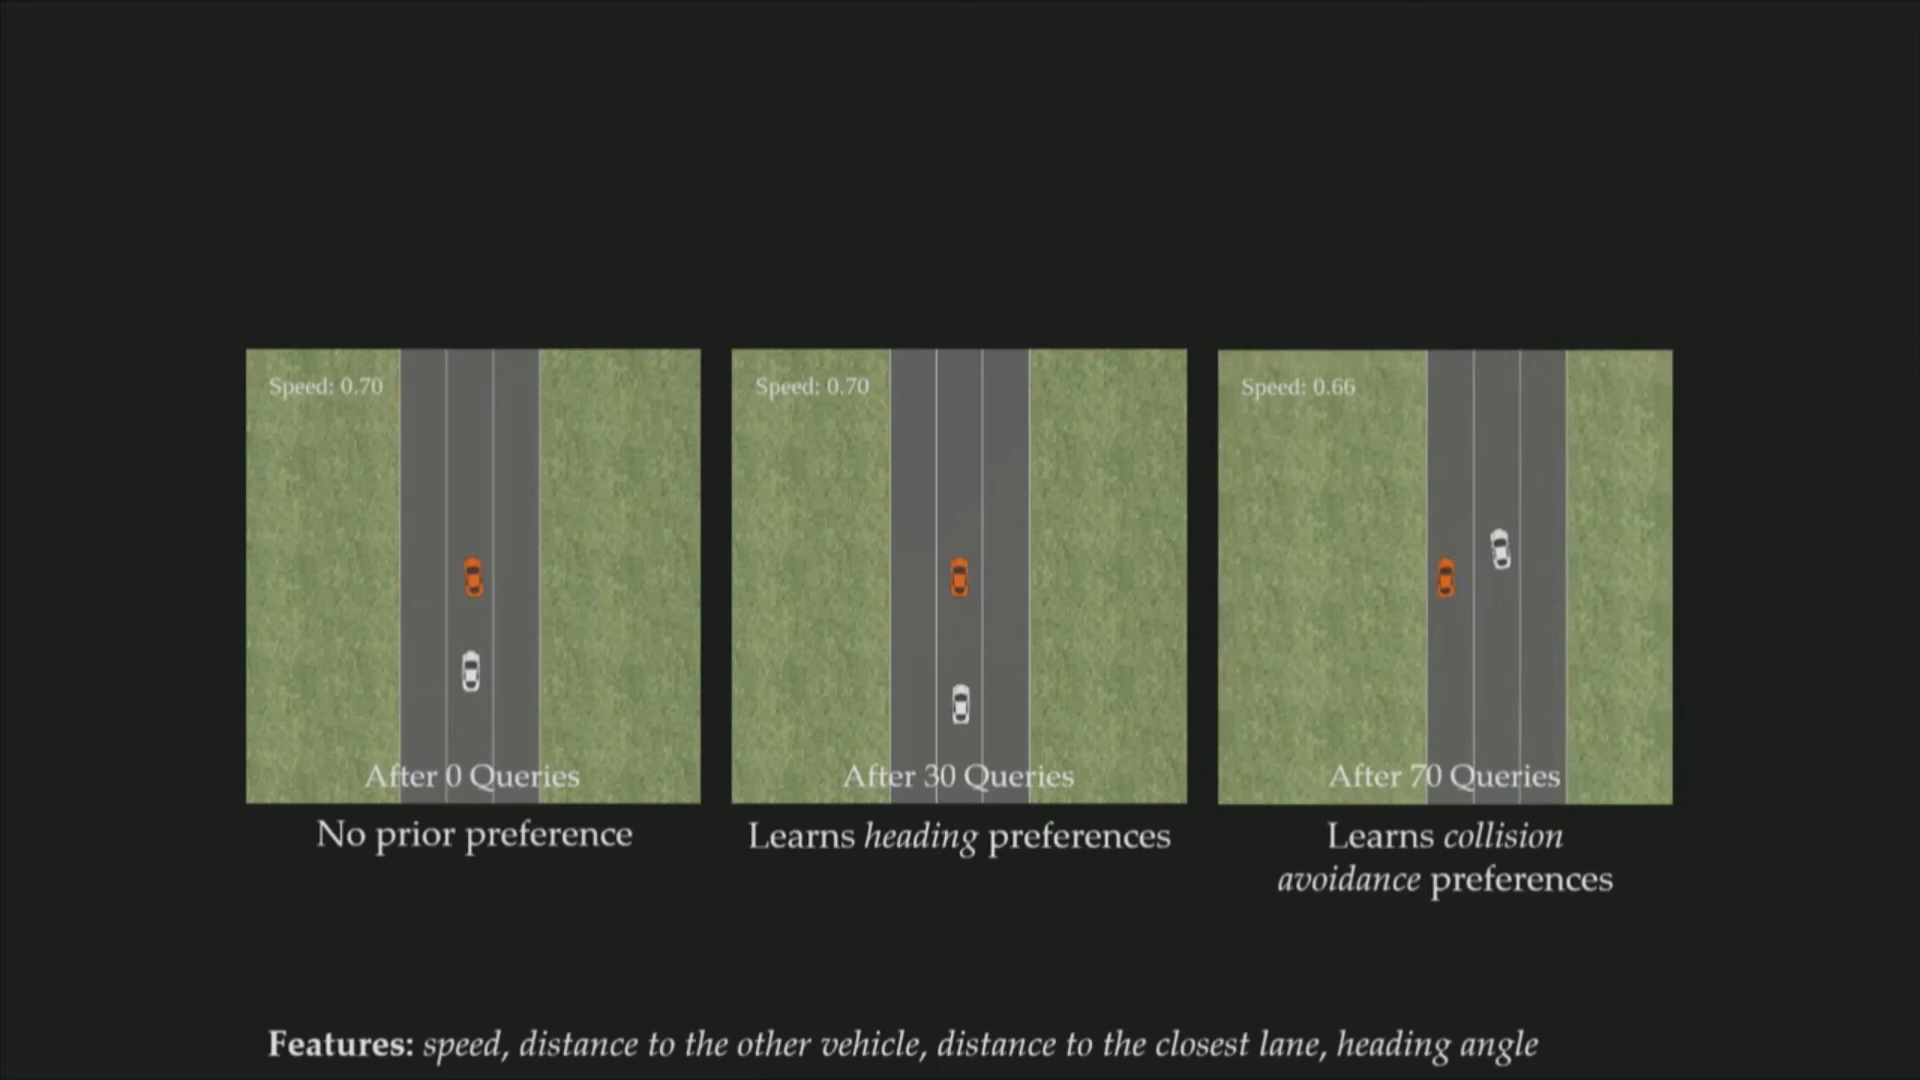 Speed: 0.70
Speed: 0.70
Speed: 0.66
After 0 Queries
After 30 Queries
After 70 Queries
No prior preference
Learns heading preferences
Learns collision
avoidance preferences
Features: speed, distance to the other vehicle, distance to the closest lane, heading angle